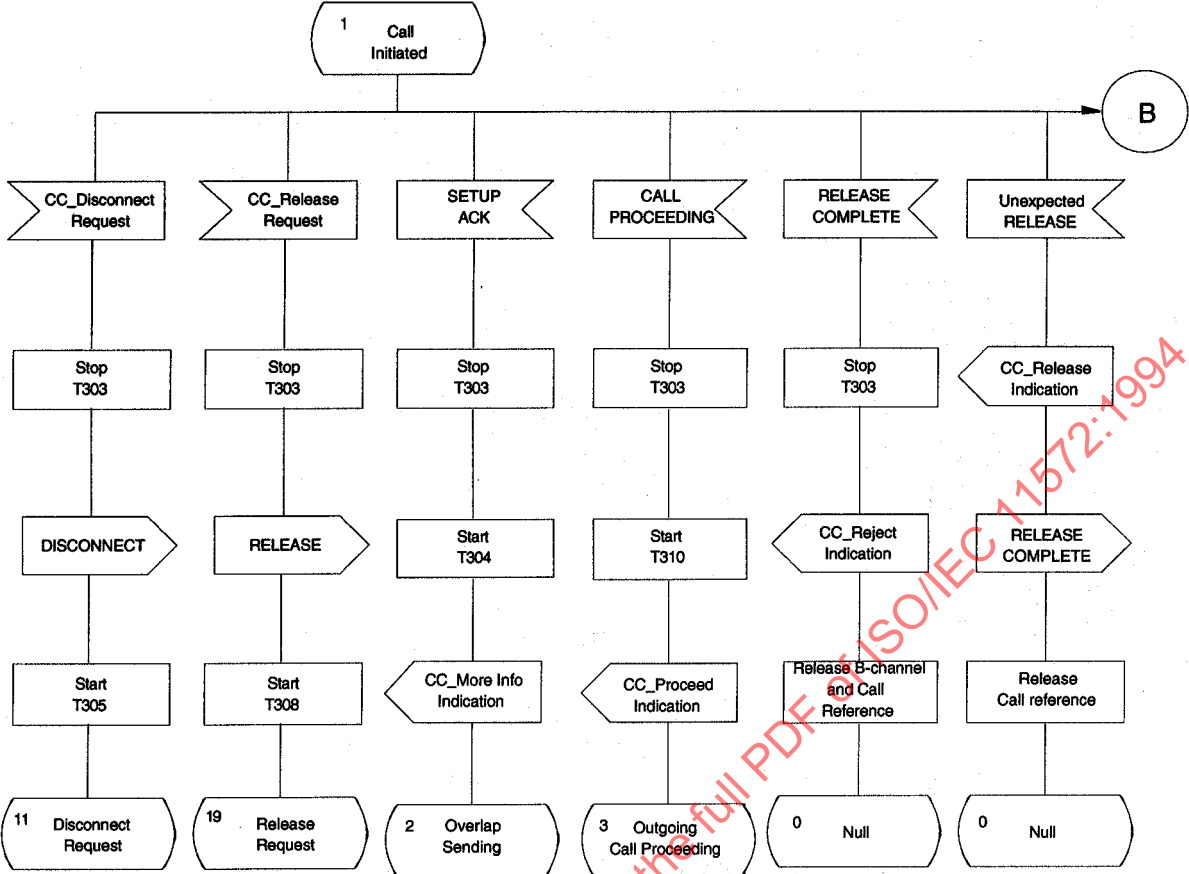 1
Call
Initiated
B
CC_Disconnect
Request
CC_Release
Request
SETUP
ACK
CALL
PROCEEDING
RELEASE
COMPLETE
Unexpected
RELEASE
Stop
T303
Stop
T303
Stop
T303
Stop
T303
Stop
T303
CC_Release
Indication
DISCONNECT
RELEASE
Start
T304
Start
T310
CC_Reject
Indication
RELEASE
COMPLETE
Start
T305
Start
T308
CC_More Info
Indication
CC_Proceed
Indication
Release B-channel
and Call
Reference
Release
Call reference
11 Disconnect
Request
19 Release
Request
2 Overlap
Sending
3 Outgoing
Call Proceeding
0 Null
0 Null
the full PDF of ISO/IEC 11572:1994